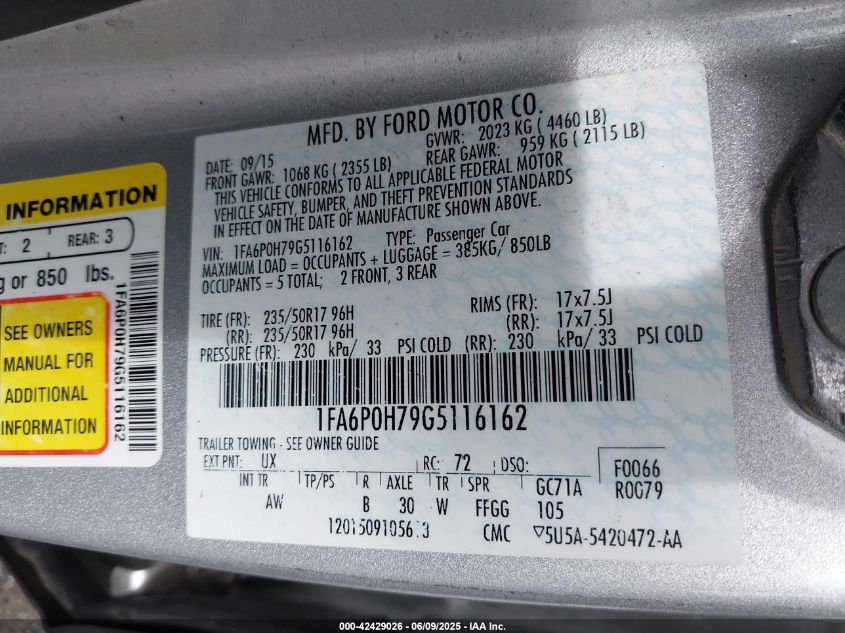 INFORMATION
T: 2 REAR: 3
g or 850 lbs.
SEE OWNERS
MANUAL FOR
ADDITIONAL
INFORMATION
1FA6P0H79G5116162
MFD. BY FORD MOTOR CO.
DATE: 09/15 GVWR: 2023 KG ( 4460 LB)
FRONT GAWR: 1068 KG ( 2355 LB) REAR GAWR: 959 KG ( 2115 LB)
THIS VEHICLE CONFORMS TO ALL APPLICABLE FEDERAL MOTOR
VEHICLE SAFETY, BUMPER, AND THEFT PREVENTION STANDARDS
IN EFFECT ON THE DATE OF MANUFACTURE SHOWN ABOVE.
VIN: 1FA6P0H79G5116162 TYPE: Passenger Car
MAXIMUM LOAD = OCCUPANTS + LUGGAGE = 385KG/ 850LB
OCCUPANTS = 5 TOTAL; 2 FRONT, 3 REAR
TIRE (FR): 235/50R17 96H RIMS (FR): 17x7.5J
(RR): 235/50R17 96H (RR): 17x7.5J
PRESSURE (FR): 230 kPa/ 33 PSI COLD (RR): 230 kPa/ 33 PSI COLD
1FA6P0H79G5116162
TRAILER TOWING - SEE OWNER GUIDE
EXT PNT: UX RC: 72 DSO: F0066
INT TR TP/PS R AXLE TR SPR GC71A R0079
AW B 30 W FFGG 105
CMC ▽5U5A-5420472-AA
000-42429026 / 06/09/2025 / IAA Inc.